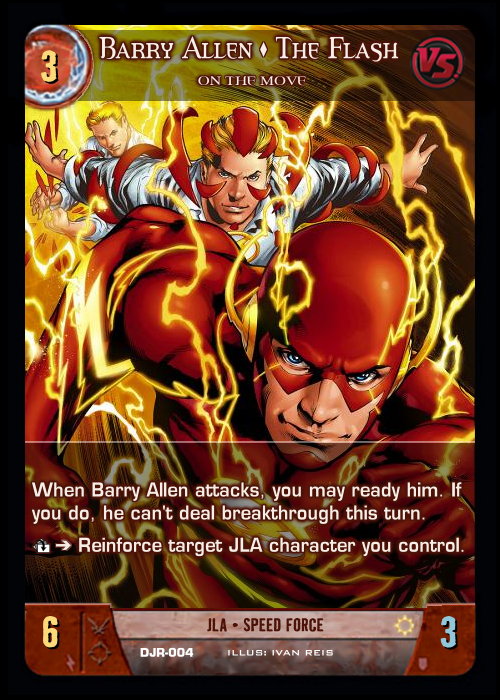 3
BARRY ALLEN ♦ THE FLASH
ON THE MOVE
VS.
When Barry Allen attacks, you may ready him. If
you do, he can't deal breakthrough this turn.
➔ Reinforce target JLA character you control.
6
JLA • SPEED FORCE
3
DJR-004 ILLUS: IVAN REIS